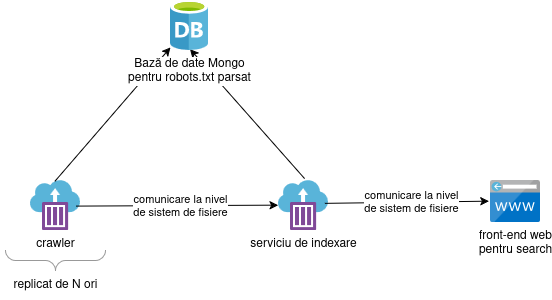 DB
Bază de date Mongo
pentru robots.txt parsat
comunicare la nivel
de sistem de fisiere
comunicare la nivel
de sistem de fisiere
WWW
crawler
serviciu de indexare
front-end web
pentru search
replicat de N ori